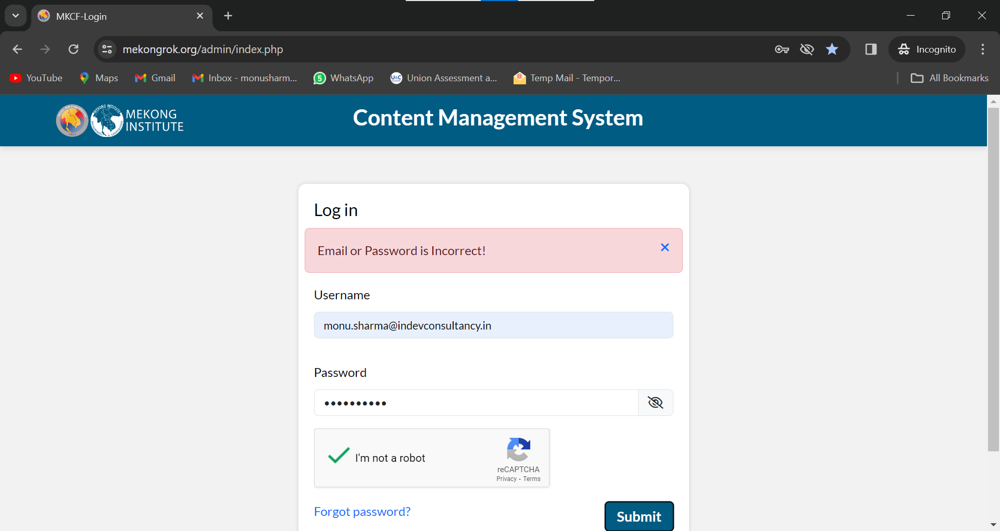 MKCF-Login
mekongrok.org/admin/index.php
Incognito
YouTube
Maps
Gmail
Inbox - monusharm...
WhatsApp
Union Assessment a...
Temp Mail - Tempor...
All Bookmarks
MEKONG
INSTITUTE
Content Management System
Log in
Email or Password is Incorrect!
Username
monu.sharma@indevconsultancy.in
Password
I'm not a robot
reCAPTCHA
Privacy - Terms
Forgot password?
Submit